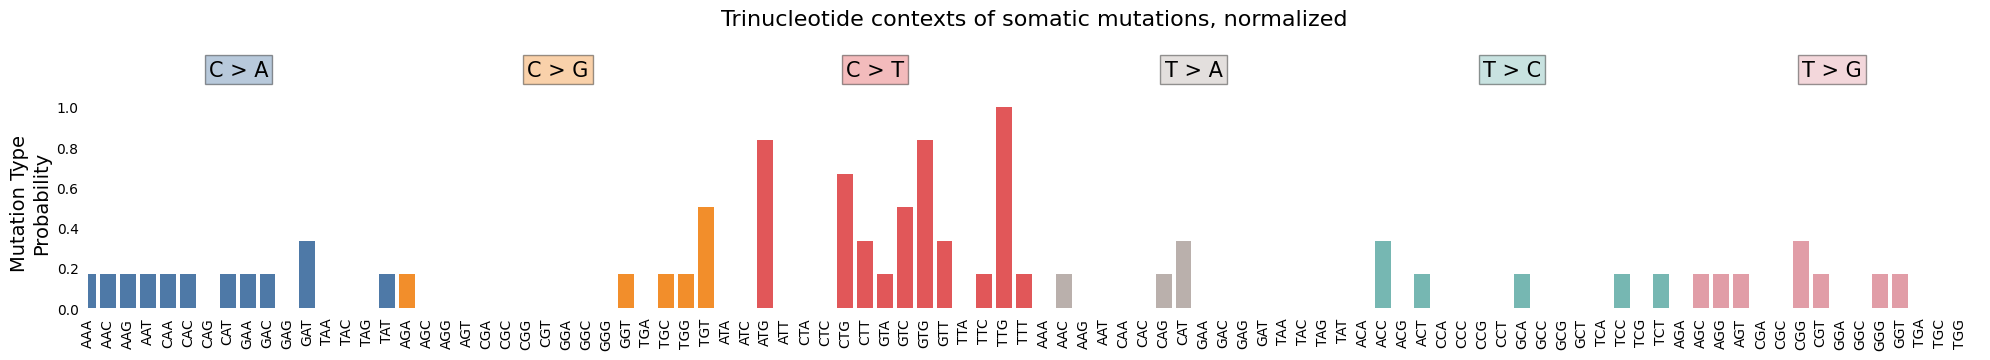 Trinucleotide contexts of somatic mutations, normalized
C > A C > G C > T T > A T > C T > G
Mutation Type
Probability
1.0
0.8
0.6
0.4
0.2
0.0
AAA AAC AAG AAT CAA CAC CAG CAT GAA GAC GAG GAT TAA TAC TAG TAT AGA AGC AGG AGT CGA CGC CGG CGT GGA GGC GGG GGT TGA TGC TGG TGT ATA ATC ATG ATT CTA CTC CTG CTT GTA GTC GTG GTT TTA TTC TTG TTT AAA AAC AAG AAT CAA CAC CAG CAT GAA GAC GAG GAT TAA TAC TAG TAT ACA ACC ACG ACT CCA CCC CCG CCT GCA GCC GCG GCT TCA TCC TCG TCT AGA AGC AGG AGT CGA CGC CGG CGT GGA GGC GGG GGT TGA TGC TGG